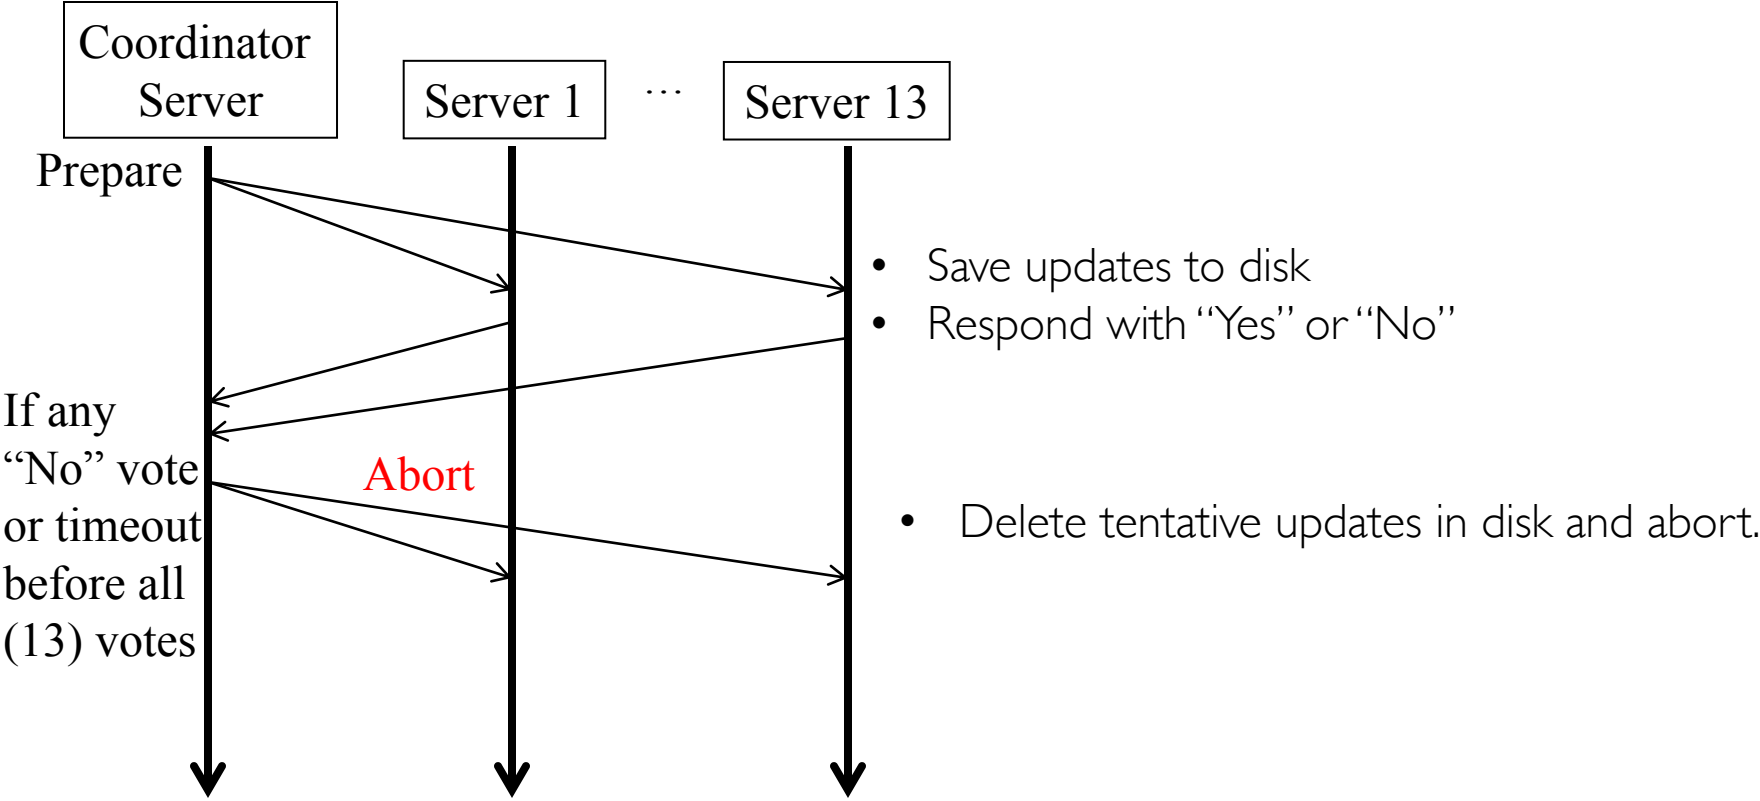 Coordinator
Server
Server 1
…
Server 13
Prepare
• Save updates to disk
• Respond with “Yes” or “No”
If any
“No” vote
or timeout
before all
(13) votes
Abort
• Delete tentative updates in disk and abort.